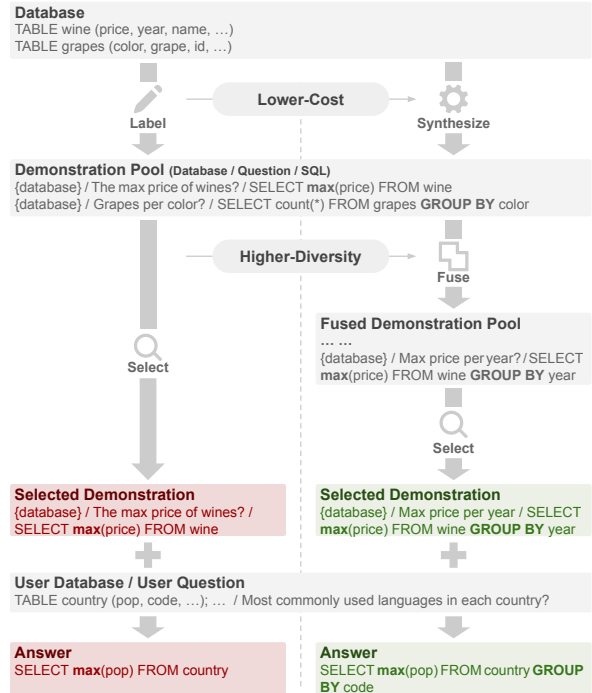 Database
TABLE wine (price, year, name, …)
TABLE grapes (color, grape, id, …)
Lower-Cost
Label
Synthesize
Demonstration Pool (Database / Question / SQL)
{database} / The max price of wines? / SELECT max(price) FROM wine
{database} / Grapes per color? / SELECT count(*) FROM grapes GROUP BY color
Higher-Diversity
Fuse
Fused Demonstration Pool
… …
{database} / Max price per year? / SELECT
max(price) FROM wine GROUP BY year
Select
Select
Selected Demonstration
{database} / The max price of wines? /
SELECT max(price) FROM wine
Selected Demonstration
{database} / Max price per year / SELECT
max(price) FROM wine GROUP BY year
User Database / User Question
TABLE country (pop, code, …); … / Most commonly used languages in each country?
Answer
SELECT max(pop) FROM country
Answer
SELECT max(pop) FROM country GROUP
BY code